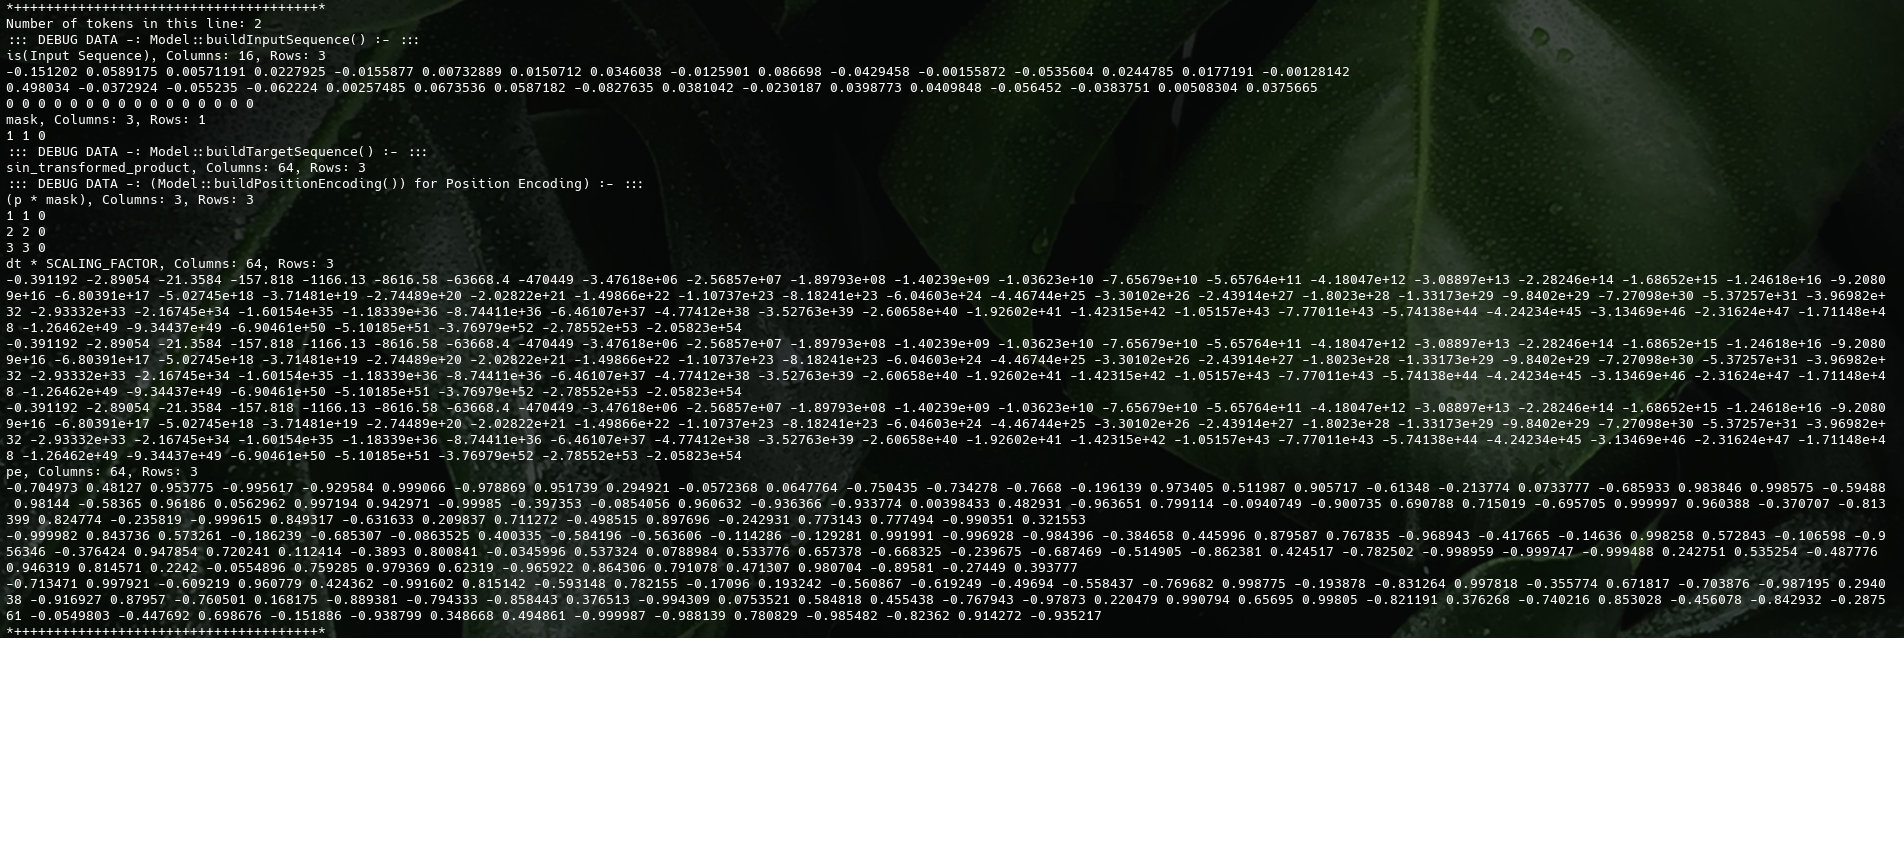 *++++++++++++++++++++++++++++++++++++++*
Number of tokens in this line: 2
::: DEBUG DATA -: Model::buildInputSequence() :- :::
is(Input Sequence), Columns: 16, Rows: 3
-0.151202 0.0589175 0.00571191 0.0227925 -0.0155877 0.00732889 0.0150712 0.0346038 -0.0125901 0.086698 -0.0429458 -0.00155872 -0.0535604 0.0244785 0.0177191 -0.00128142
0.498034 -0.0372924 -0.055235 -0.062224 0.00257485 0.0673536 0.0587182 -0.0827635 0.0381042 -0.0230187 0.0398773 0.0409848 -0.056452 -0.0383751 0.00508304 0.0375665
0 0 0 0 0 0 0 0 0 0 0 0 0 0 0 0
mask, Columns: 3, Rows: 1
1 1 0
::: DEBUG DATA -: Model::buildTargetSequence() :- :::
sin_transformed_product, Columns: 64, Rows: 3
::: DEBUG DATA -: (Model::buildPositionEncoding()) for Position Encoding) :- :::
(p * mask), Columns: 3, Rows: 3
1 1 0
2 2 0
3 3 0
dt * SCALING_FACTOR, Columns: 64, Rows: 3
-0.391192 -2.89054 -21.3584 -157.818 -1166.13 -8616.58 -63668.4 -470449 -3.47618e+06 -2.56857e+07 -1.89793e+08 -1.40239e+09 -1.03623e+10 -7.65679e+10 -5.65764e+11 -4.18047e+12 -3.08897e+13 -2.28246e+14 -1.68652e+15 -1.24618e+16 -9.2080
9e+16 -6.80391e+17 -5.02745e+18 -3.71481e+19 -2.74489e+20 -2.02822e+21 -1.49866e+22 -1.10737e+23 -8.18241e+23 -6.04603e+24 -4.46744e+25 -3.30102e+26 -2.43914e+27 -1.8023e+28 -1.33173e+29 -9.8402e+29 -7.27098e+30 -5.37257e+31 -3.96982e+
32 -2.93332e+33 -2.16745e+34 -1.60154e+35 -1.18339e+36 -8.74411e+36 -6.46107e+37 -4.77412e+38 -3.52763e+39 -2.60658e+40 -1.92602e+41 -1.42315e+42 -1.05157e+43 -7.77011e+43 -5.74138e+44 -4.24234e+45 -3.13469e+46 -2.31624e+47 -1.71148e+4
8 -1.26462e+49 -9.34437e+49 -6.90461e+50 -5.10185e+51 -3.76979e+52 -2.78552e+53 -2.05823e+54
-0.391192 -2.89054 -21.3584 -157.818 -1166.13 -8616.58 -63668.4 -470449 -3.47618e+06 -2.56857e+07 -1.89793e+08 -1.40239e+09 -1.03623e+10 -7.65679e+10 -5.65764e+11 -4.18047e+12 -3.08897e+13 -2.28246e+14 -1.68652e+15 -1.24618e+16 -9.2080
9e+16 -6.80391e+17 -5.02745e+18 -3.71481e+19 -2.74489e+20 -2.02822e+21 -1.49866e+22 -1.10737e+23 -8.18241e+23 -6.04603e+24 -4.46744e+25 -3.30102e+26 -2.43914e+27 -1.8023e+28 -1.33173e+29 -9.8402e+29 -7.27098e+30 -5.37257e+31 -3.96982e+
32 -2.93332e+33 -2.16745e+34 -1.60154e+35 -1.18339e+36 -8.74411e+36 -6.46107e+37 -4.77412e+38 -3.52763e+39 -2.60658e+40 -1.92602e+41 -1.42315e+42 -1.05157e+43 -7.77011e+43 -5.74138e+44 -4.24234e+45 -3.13469e+46 -2.31624e+47 -1.71148e+4
8 -1.26462e+49 -9.34437e+49 -6.90461e+50 -5.10185e+51 -3.76979e+52 -2.78552e+53 -2.05823e+54
-0.391192 -2.89054 -21.3584 -157.818 -1166.13 -8616.58 -63668.4 -470449 -3.47618e+06 -2.56857e+07 -1.89793e+08 -1.40239e+09 -1.03623e+10 -7.65679e+10 -5.65764e+11 -4.18047e+12 -3.08897e+13 -2.28246e+14 -1.68652e+15 -1.24618e+16 -9.2080
9e+16 -6.80391e+17 -5.02745e+18 -3.71481e+19 -2.74489e+20 -2.02822e+21 -1.49866e+22 -1.10737e+23 -8.18241e+23 -6.04603e+24 -4.46744e+25 -3.30102e+26 -2.43914e+27 -1.8023e+28 -1.33173e+29 -9.8402e+29 -7.27098e+30 -5.37257e+31 -3.96982e+
32 -2.93332e+33 -2.16745e+34 -1.60154e+35 -1.18339e+36 -8.74411e+36 -6.46107e+37 -4.77412e+38 -3.52763e+39 -2.60658e+40 -1.92602e+41 -1.42315e+42 -1.05157e+43 -7.77011e+43 -5.74138e+44 -4.24234e+45 -3.13469e+46 -2.31624e+47 -1.71148e+4
8 -1.26462e+49 -9.34437e+49 -6.90461e+50 -5.10185e+51 -3.76979e+52 -2.78552e+53 -2.05823e+54
pe, Columns: 64, Rows: 3
-0.704973 0.48127 0.953775 -0.995617 -0.929584 0.999066 -0.978869 0.951739 0.294921 -0.0572368 0.0647764 -0.750435 -0.734278 -0.7668 -0.196139 0.973405 0.511987 0.905717 -0.61348 -0.213774 0.0733777 -0.685933 0.983846 0.998575 -0.59488
0.98144 -0.58365 0.96186 0.0562962 0.997194 0.942971 -0.99985 -0.397353 -0.0854056 0.960632 -0.936366 -0.933774 0.00398433 0.482931 -0.963651 0.799114 -0.0940749 -0.900735 0.690788 0.715019 -0.695705 0.999997 0.960388 -0.370707 -0.813
399 0.824774 -0.235819 -0.999615 0.849317 -0.631633 0.209837 0.711272 -0.498515 0.897696 -0.242931 0.773143 0.777494 -0.990351 0.321553
-0.999982 0.843736 0.573261 -0.186239 -0.685307 -0.0863525 0.400335 -0.584196 -0.563606 -0.114286 -0.129281 0.991991 -0.996928 -0.984396 -0.384658 0.445996 0.879587 0.767835 -0.968943 -0.417665 -0.14636 0.998258 0.572843 -0.106598 -0.9
56346 -0.376424 0.947854 0.720241 0.112414 -0.3893 0.800841 -0.0345996 0.537324 0.0788984 0.533776 0.657378 -0.668325 -0.239675 -0.687469 -0.514905 -0.862381 0.424517 -0.782502 -0.998959 -0.999747 -0.999488 0.242751 0.535254 -0.487776
0.946319 0.814571 0.2242 -0.0554896 0.759285 0.979369 0.62319 -0.965922 0.864306 0.791078 0.471307 0.980704 -0.89581 -0.27449 0.393777
-0.713471 0.997921 -0.609219 0.960779 0.424362 -0.991602 0.815142 -0.593148 0.782155 -0.17096 0.193242 -0.560867 -0.619249 -0.49694 -0.558437 -0.769682 0.998775 -0.193878 -0.831264 0.997818 -0.355774 0.671817 -0.703876 -0.987195 0.2940
38 -0.916927 0.87957 -0.760501 0.168175 -0.889381 -0.794333 -0.858443 0.376513 -0.994309 0.0753521 0.584818 0.455438 -0.767943 -0.97873 0.220479 0.990794 0.65695 0.99805 -0.821191 0.376268 -0.740216 0.853028 -0.456078 -0.842932 -0.2875
61 -0.0549803 -0.447692 0.698676 -0.151886 -0.938799 0.348668 0.494861 -0.999987 -0.988139 0.780829 -0.985482 -0.82362 0.914272 -0.935217
*++++++++++++++++++++++++++++++++++++++*